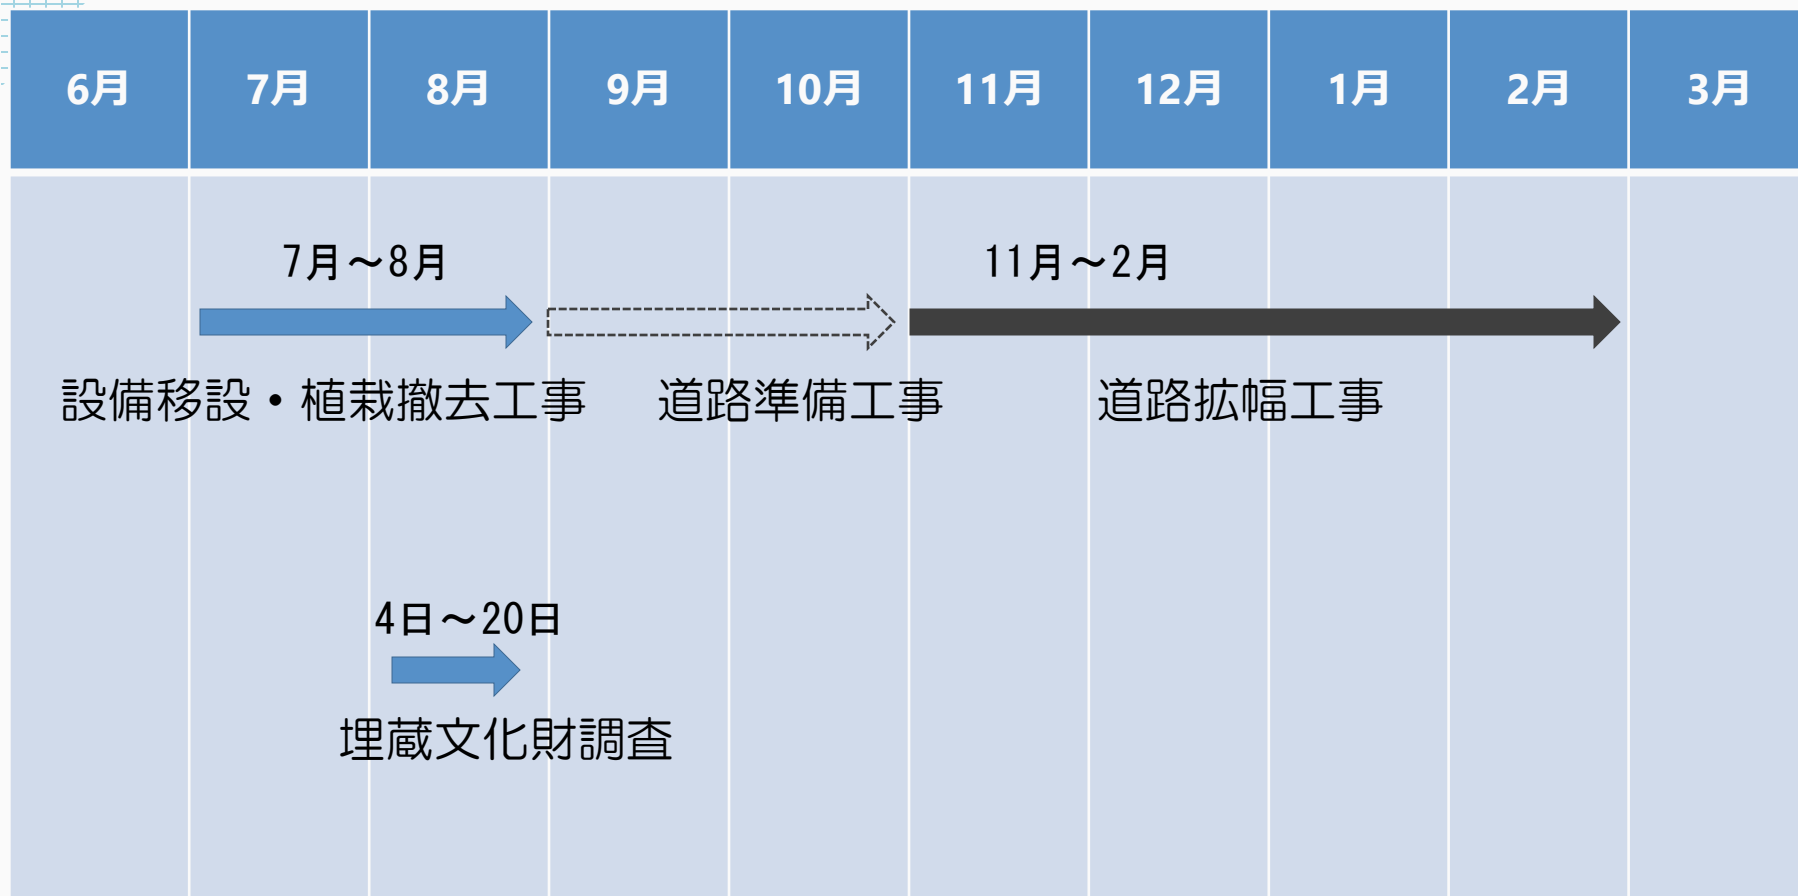 6月 7月 8月 9月 10月 11月 12月 1月 2月 3月
7月～8月 11月～2月
設備移設・植栽撤去工事 道路準備工事 道路拡幅工事
4日～20日
埋蔵文化財調査